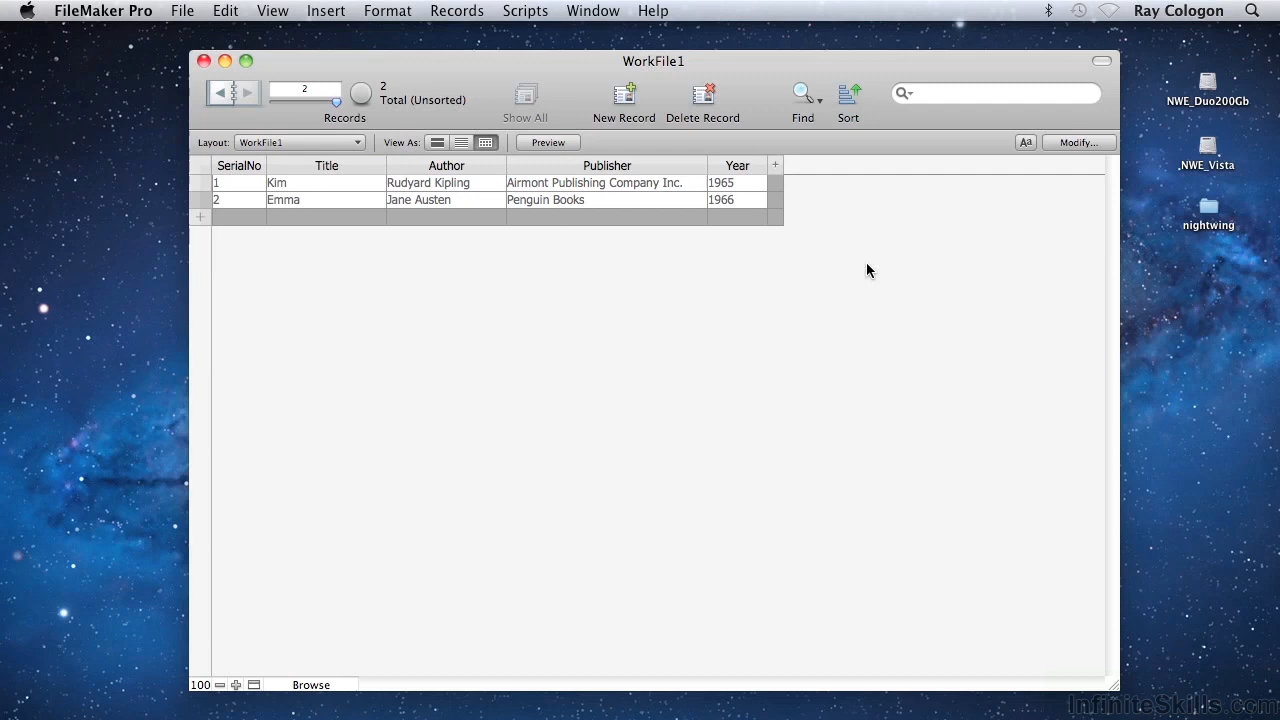 FileMaker Pro File Edit View Insert Format Records Scripts Window Help Ray Cologon
WorkFile1
2
2
Total (Unsorted)
Records Show All New Record Delete Record Find Sort
Layout: WorkFile1 View As: Preview Aa Modify...
SerialNo Title Author Publisher Year +
1 Kim Rudyard Kipling Airmont Publishing Company Inc. 1965
2 Emma Jane Austen Penguin Books 1966
+
NWE_Duo200Gb
NWE_Vista
nightwing
100 Browse
InfiniteSkills.com